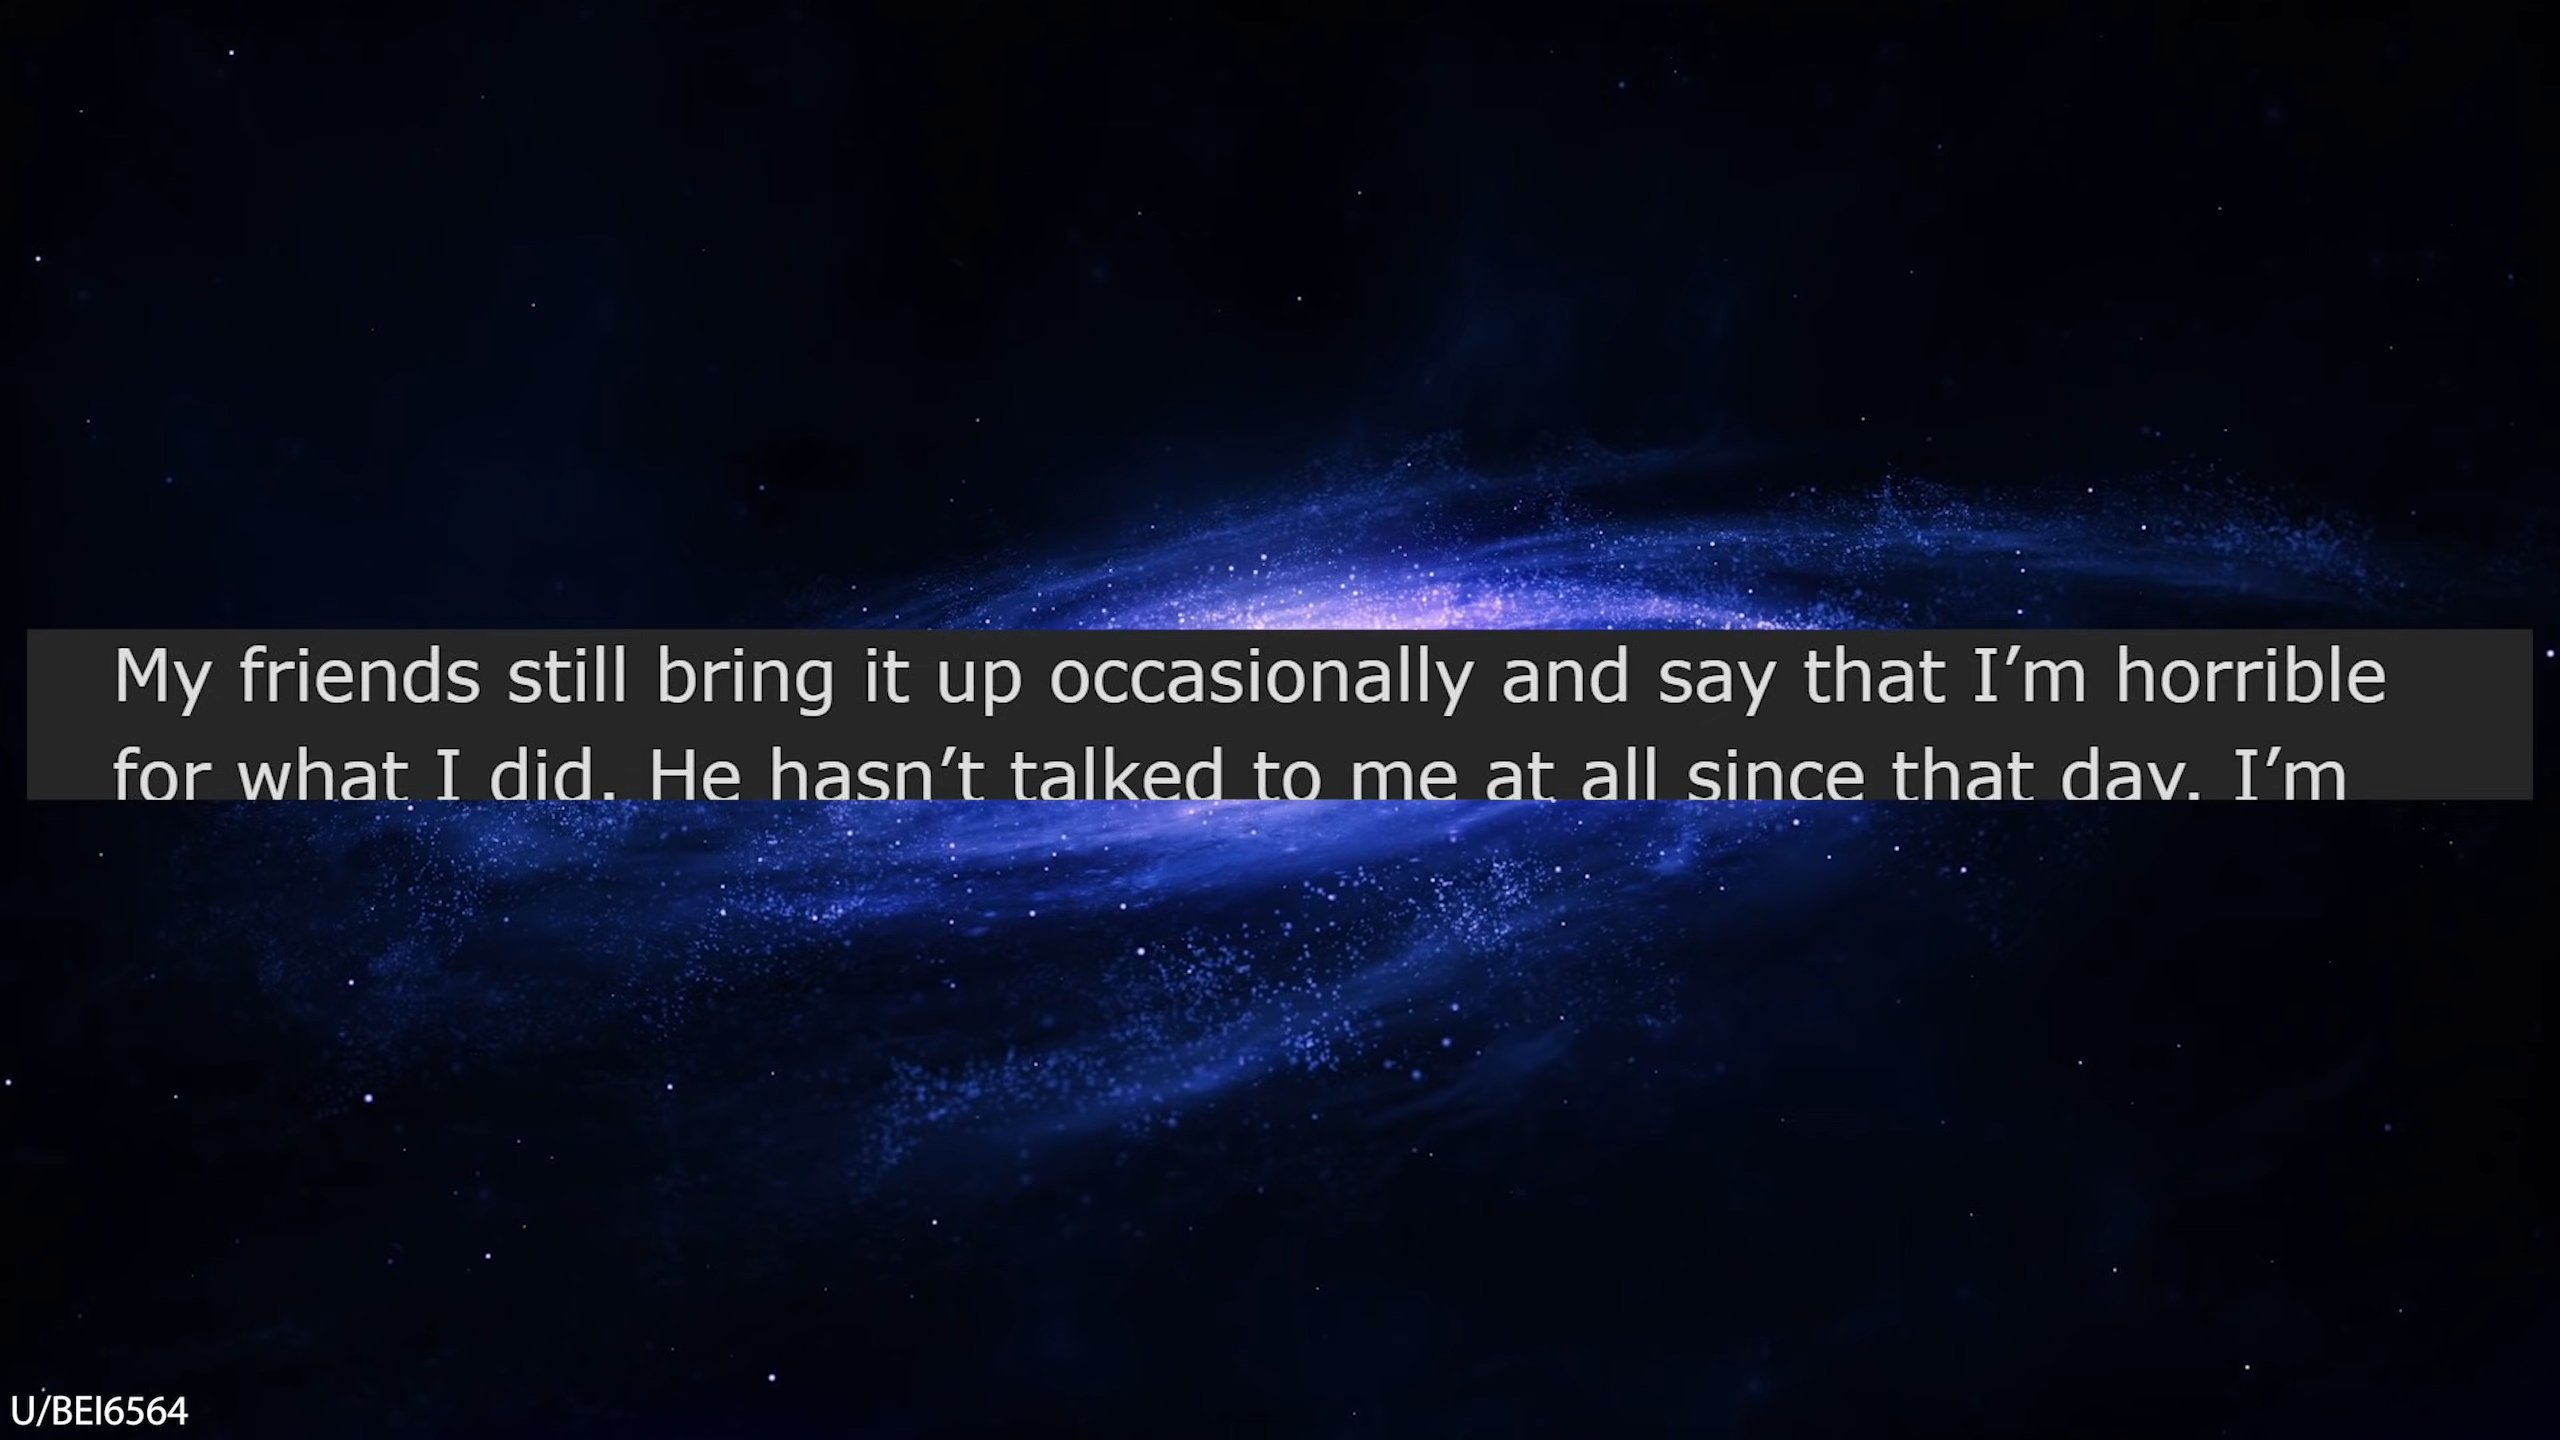 My friends still bring it up occasionally and say that I’m horrible
for what I did. He hasn’t talked to me at all since that day. I’m
U/BEI6564